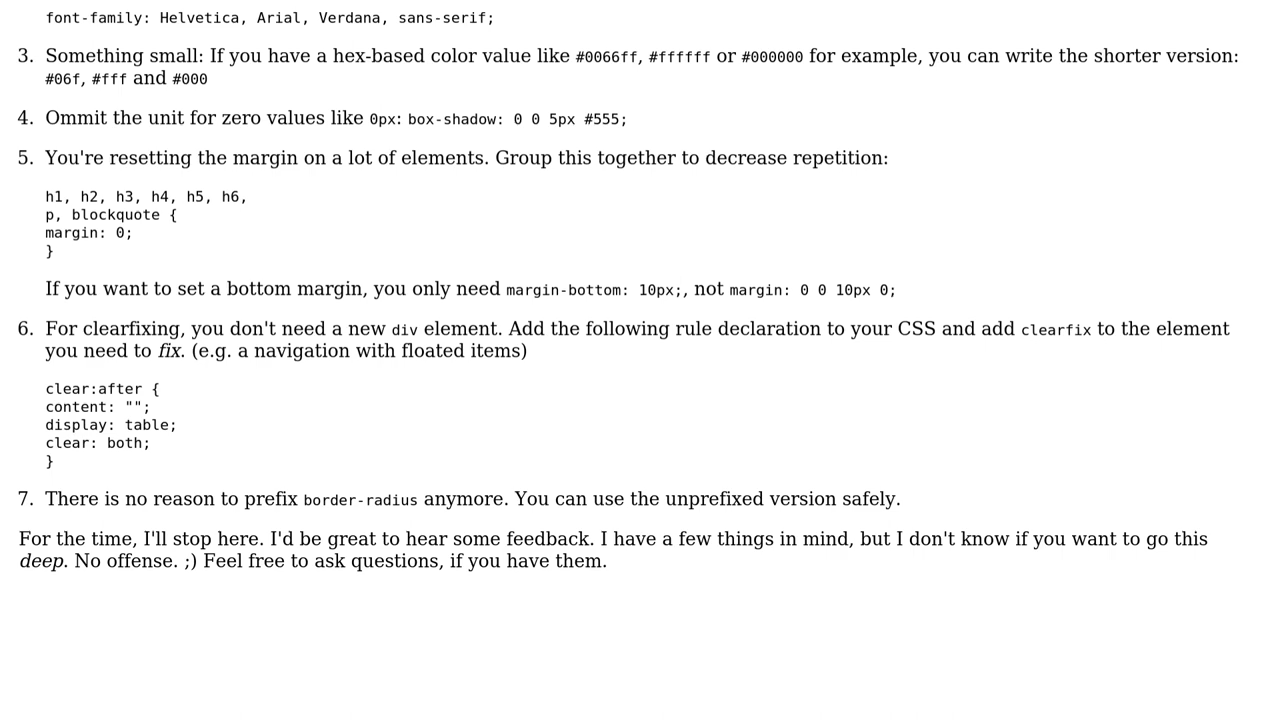 font-family: Helvetica, Arial, Verdana, sans-serif;
3. Something small: If you have a hex-based color value like #0066ff, #ffffff or #000000 for example, you can write the shorter version:
#06f, #fff and #000
4. Ommit the unit for zero values like 0px: box-shadow: 0 0 5px #555;
5. You're resetting the margin on a lot of elements. Group this together to decrease repetition:
h1, h2, h3, h4, h5, h6,
p, blockquote {
margin: 0;
}
If you want to set a bottom margin, you only need margin-bottom: 10px;, not margin: 0 0 10px 0;
6. For clearfixing, you don't need a new div element. Add the following rule declaration to your CSS and add clearfix to the element
you need to fix. (e.g. a navigation with floated items)
clear:after {
content: "";
display: table;
clear: both;
}
7. There is no reason to prefix border-radius anymore. You can use the unprefixed version safely.
For the time, I'll stop here. I'd be great to hear some feedback. I have a few things in mind, but I don't know if you want to go this
deep. No offense. ;) Feel free to ask questions, if you have them.